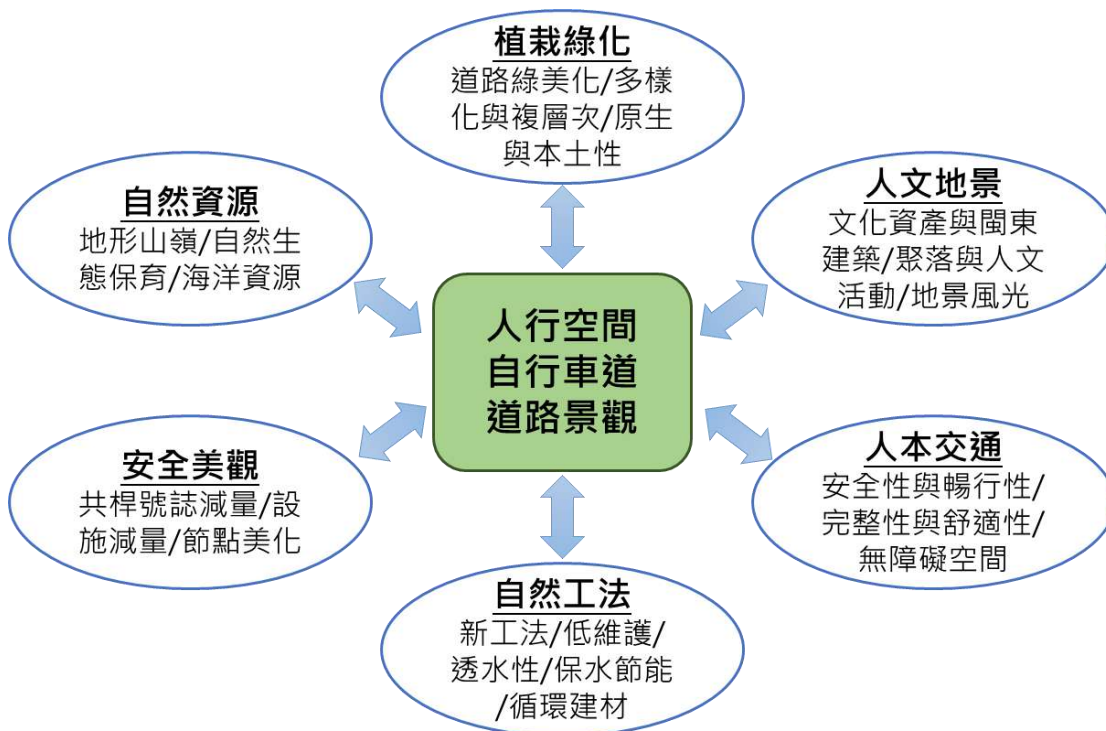 植栽綠化
道路綠美化/多樣
化與複層次/原生
與本土性
自然資源
地形山嶺/自然生
態保育/海洋資源
人文地景
文化資產與閩東
建築/聚落與人文
活動/地景風光
人行空間
自行車道
道路景觀
安全美觀
共桿號誌減量/設
施減量/節點美化
人本交通
安全性與暢行性/
完整性與舒適性/
無障礙空間
自然工法
新工法/低維護/
透水性/保水節能
/循環建材